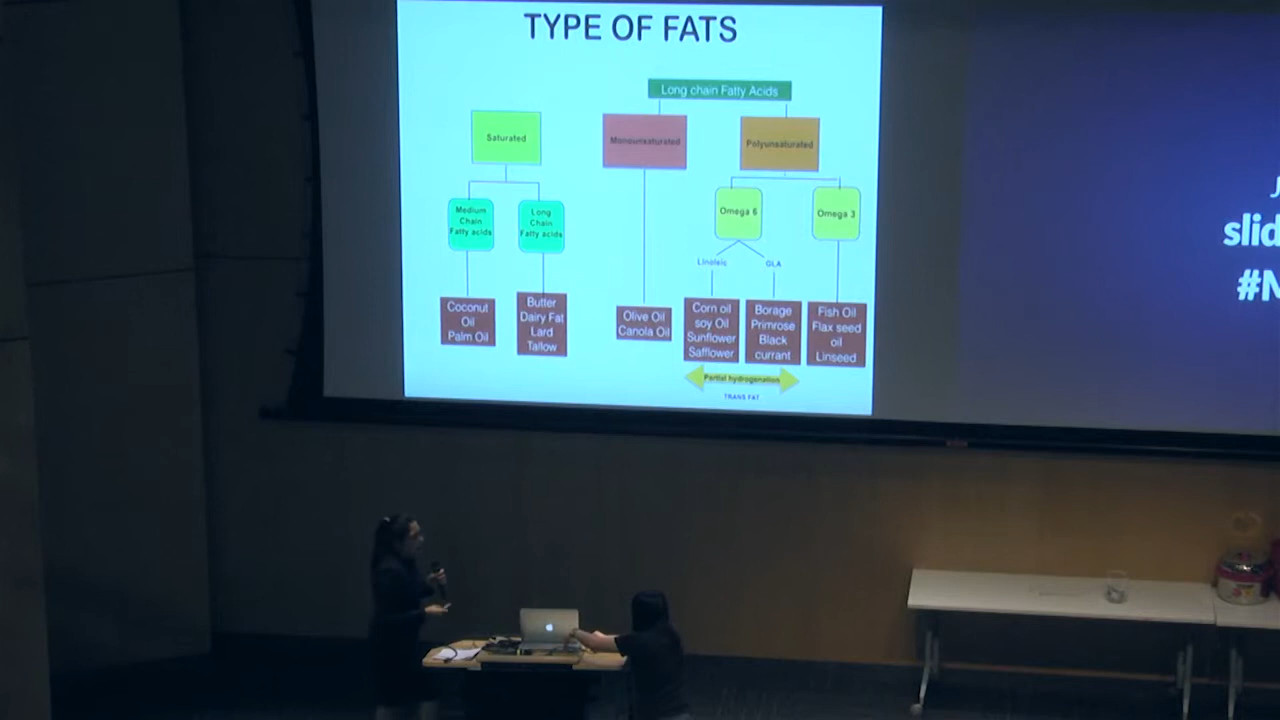 TYPE OF FATS
Long chain Fatty Acids
Saturated
Monounsaturated
Polyunsaturated
Medium
Chain
Fatty acids
Long
Chain
Fatty acids
Omega 6
Omega 3
Linoleic
GLA
Coconut
Oil
Palm Oil
Butter
Dairy Fat
Lard
Tallow
Olive Oil
Canola Oil
Corn oil
soy Oil
Sunflower
Safflower
Borage
Primrose
Black
currant
Fish Oil
Flax seed
oil
Linseed
Partial hydrogenation
TRANS FAT
slid
#N